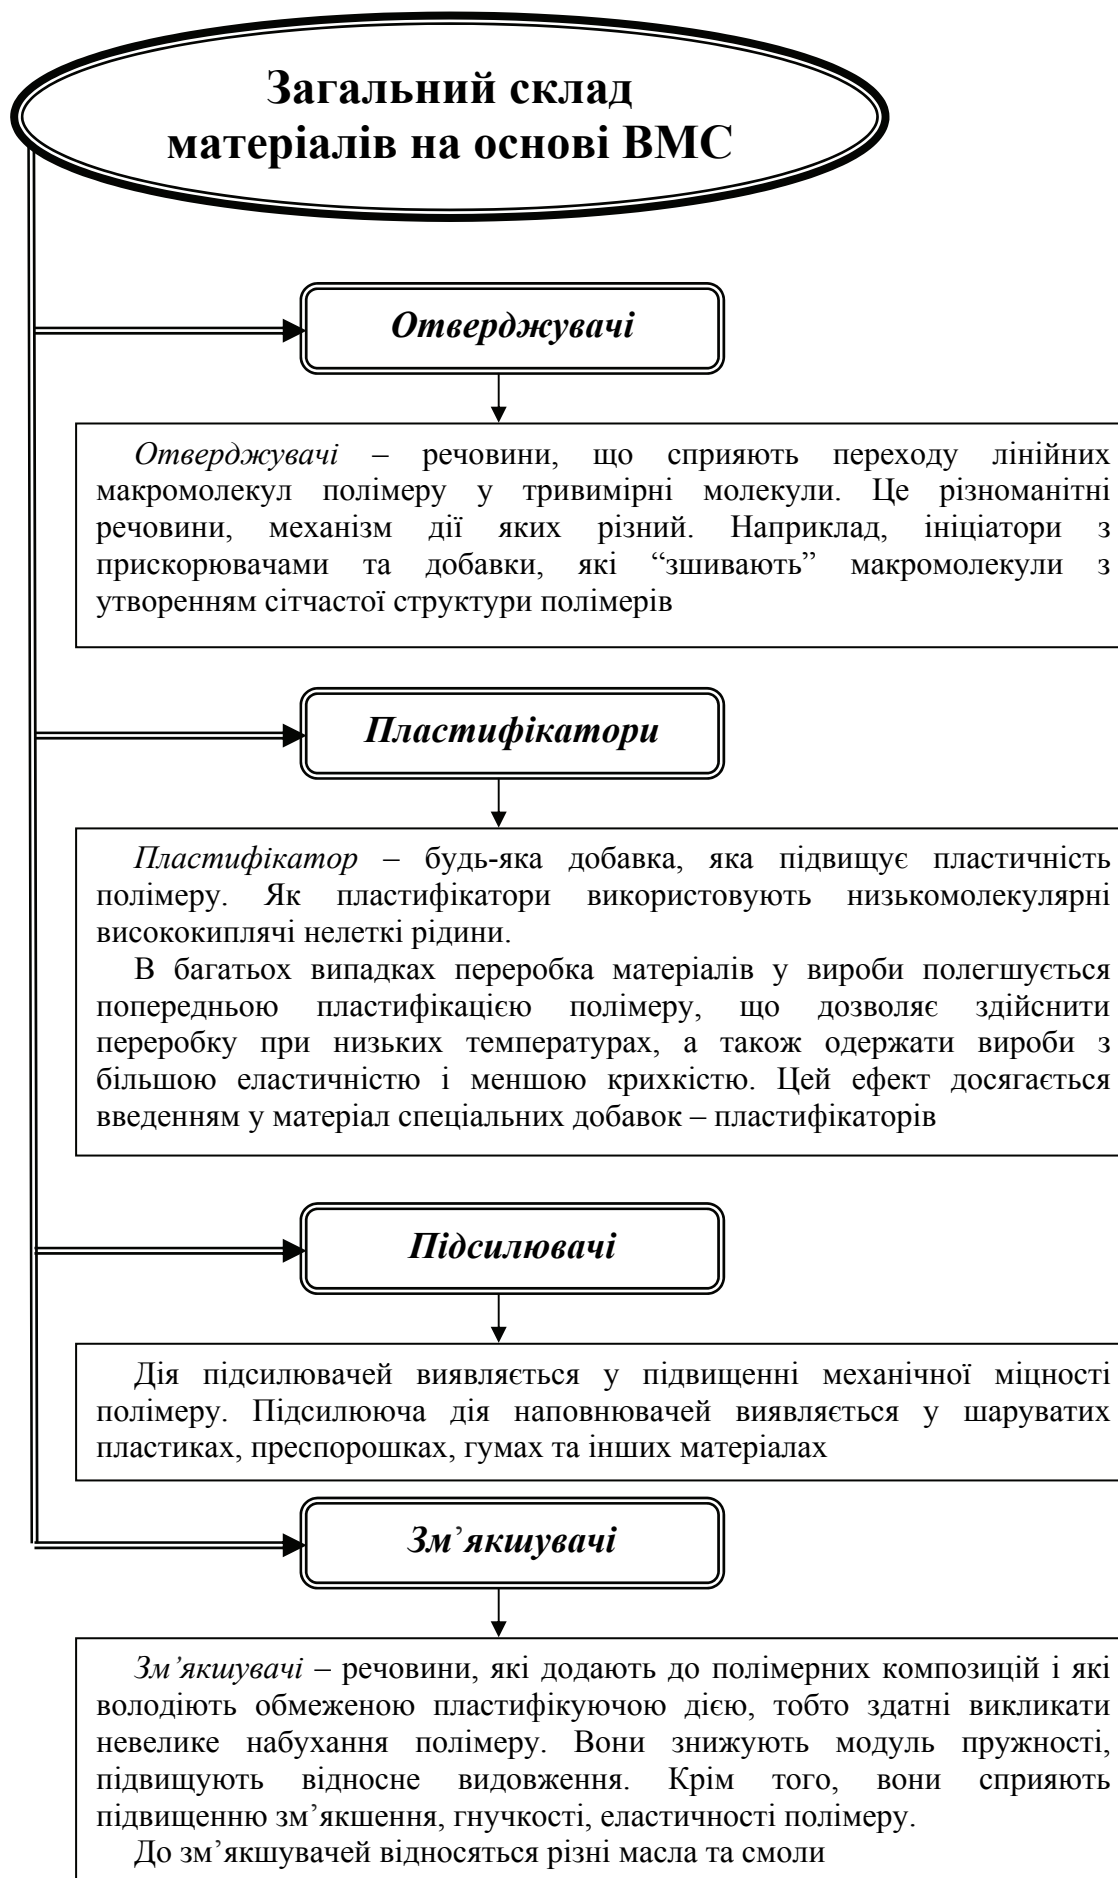 Загальний склад
матеріалів на основі ВМС
Отверджувачі
Отверджувачі – речовини, що сприяють переходу лінійних
макромолекул полімеру у тривимірні молекули. Це різноманітні
речовини, механізм дії яких різний. Наприклад, ініціатори з
прискорювачами та добавки, які “зшивають” макромолекули з
утворенням сітчастої структури полімерів
Пластифікатори
Пластифікатор – будь-яка добавка, яка підвищує пластичність
полімеру. Як пластифікатори використовують низькомолекулярні
висококиплячі нелеткі рідини.
В багатьох випадках переробка матеріалів у вироби полегшується
попередньою пластифікацією полімеру, що дозволяє здійснити
переробку при низьких температурах, а також одержати вироби з
більшою еластичністю і меншою крихкістю. Цей ефект досягається
введенням у матеріал спеціальних добавок – пластифікаторів
Підсилювачі
Дія підсилювачей виявляється у підвищенні механічної міцності
полімеру. Підсилююча дія наповнювачей виявляється у шаруватих
пластиках, преспорошках, гумах та інших матеріалах
Зм’якшувачі
Зм’якшувачі – речовини, які додають до полімерних композицій і які
володіють обмеженою пластифікуючою дією, тобто здатні викликати
невелике набухання полімеру. Вони знижують модуль пружності,
підвищують відносне видовження. Крім того, вони сприяють
підвищенню зм’якшення, гнучкості, еластичності полімеру.
До зм’якшувачей відносяться різні масла та смоли